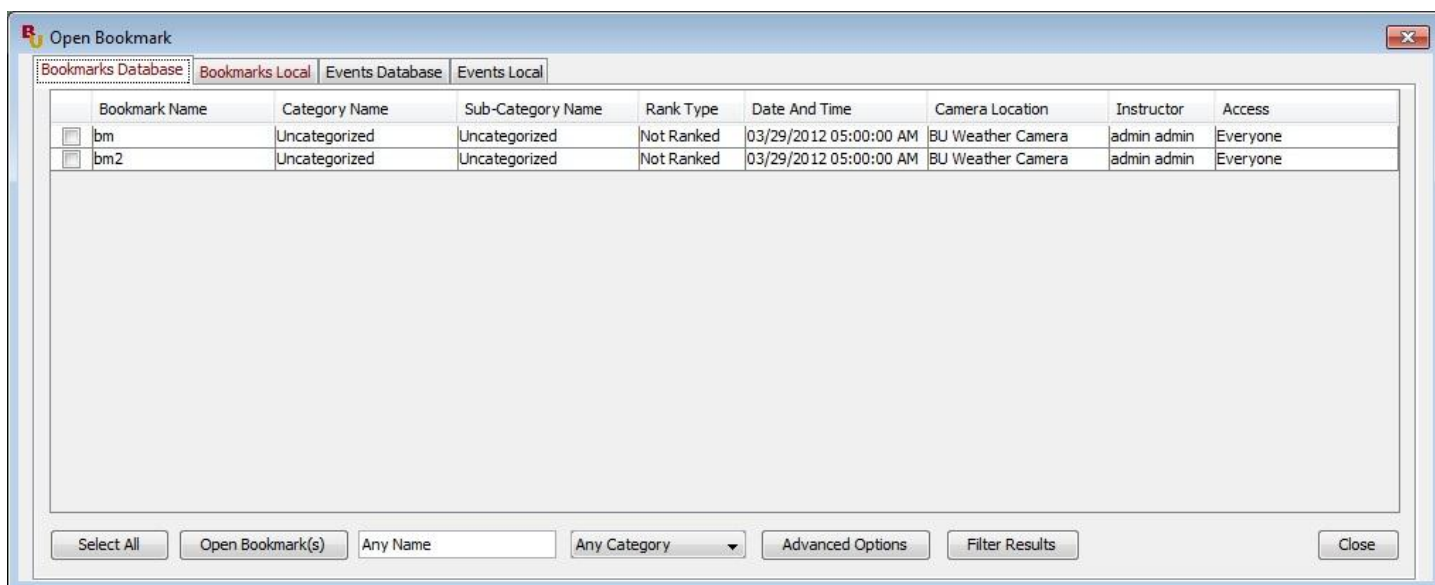 BU Open Bookmark
Bookmarks Database Bookmarks Local Events Database Events Local
Bookmark Name Category Name Sub-Category Name Rank Type Date And Time Camera Location Instructor Access
bm Uncategorized Uncategorized Not Ranked 03/29/2012 05:00:00 AM BU Weather Camera admin admin Everyone
bm2 Uncategorized Uncategorized Not Ranked 03/29/2012 05:00:00 AM BU Weather Camera admin admin Everyone
Select All Open Bookmark(s) Any Name Any Category Advanced Options Filter Results Close